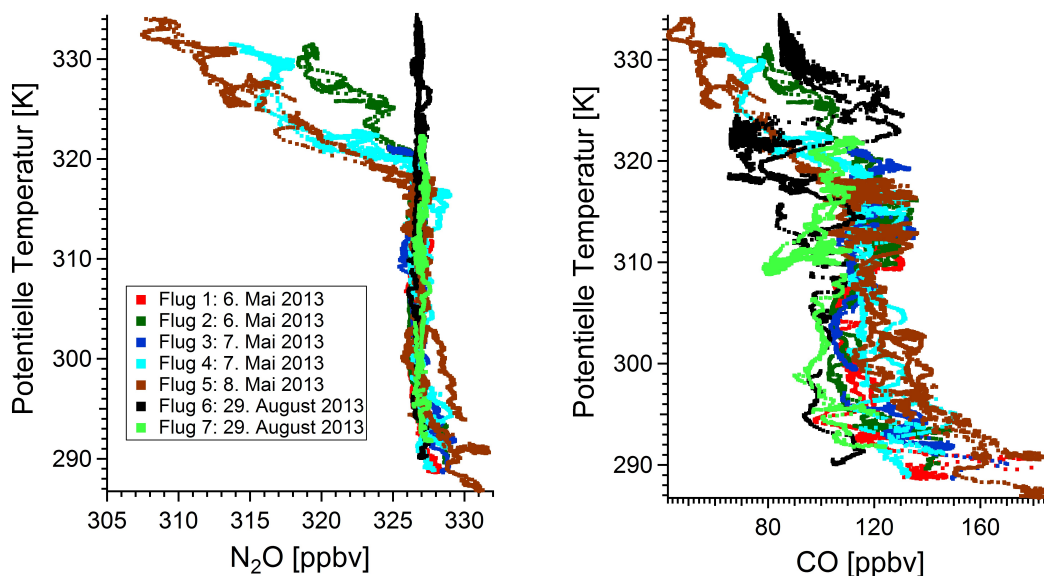 Potentielle Temperatur [K]
330
320
310
300
290
Flug 1: 6. Mai 2013
Flug 2: 6. Mai 2013
Flug 3: 7. Mai 2013
Flug 4: 7. Mai 2013
Flug 5: 8. Mai 2013
Flug 6: 29. August 2013
Flug 7: 29. August 2013
305 310 315 320 325 330
N₂O [ppbv]
Potentielle Temperatur [K]
330
320
310
300
290
80 120 160
CO [ppbv]